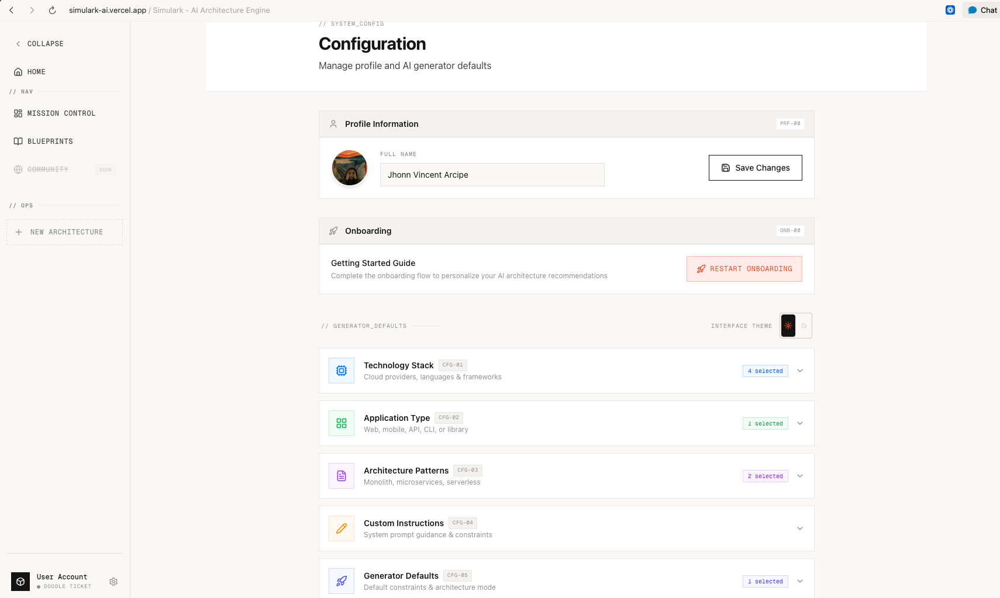 simulark-ai.vercel.app / Simulark - AI Architecture Engine
Chat
COLLAPSE
HOME
// NAV
MISSION CONTROL
BLUEPRINTS
COMMUNITY
SOON
// OPS
NEW ARCHITECTURE
User Account
DOODLE TICKET
// SYSTEM_CONFIG
Configuration
Manage profile and AI generator defaults
Profile Information
PRF-00
FULL NAME
Jhonn Vincent Arcipe
Save Changes
Onboarding
ONB-00
Getting Started Guide
Complete the onboarding flow to personalize your AI architecture recommendations
RESTART ONBOARDING
// GENERATOR_DEFAULTS
INTERFACE THEME
Technology Stack CFG-01
Cloud providers, languages & frameworks
4 selected
Application Type CFG-02
Web, mobile, API, CLI, or library
1 selected
Architecture Patterns CFG-03
Monolith, microservices, serverless
2 selected
Custom Instructions CFG-04
System prompt guidance & constraints
Generator Defaults CFG-05
Default constraints & architecture mode
1 selected